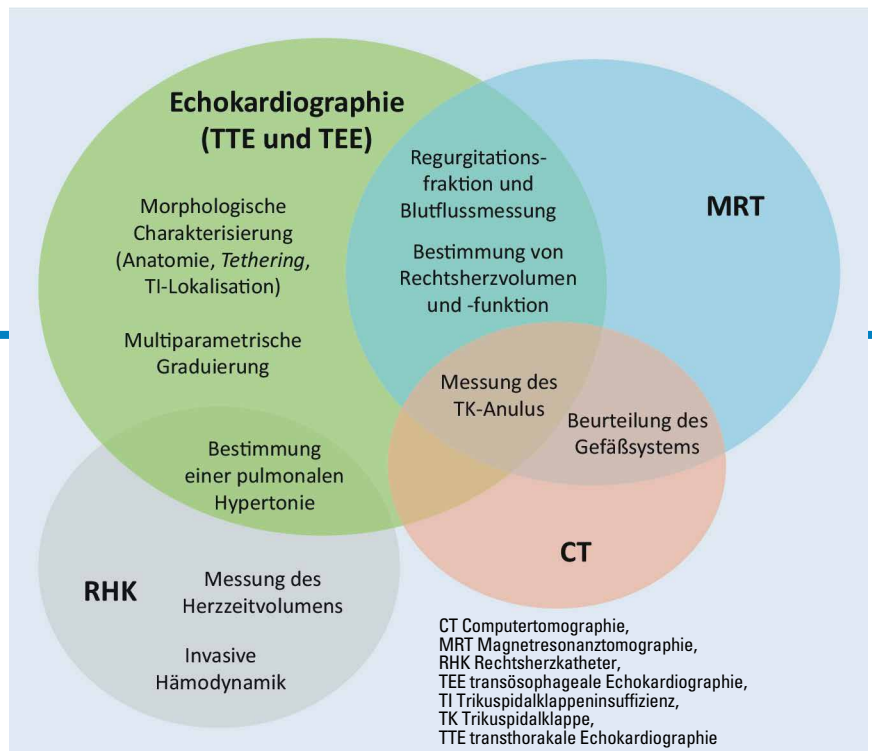 Echokardiographie
(TTE und TEE)
Morphologische
Charakterisierung
(Anatomie, Tethering,
TI-Lokalisation)
Multiparametrische
Graduierung
Regurgitations-
fraktion und
Blutflussmessung
Bestimmung von
Rechtsherzvolumen
und -funktion
MRT
Messung des
TK-Anulus
Beurteilung des
Gefäßsystems
Bestimmung
einer pulmonalen
Hypertonie
CT
RHK
Messung des
Herzzeitvolumens
Invasive
Hämodynamik
CT Computertomographie,
MRT Magnetresonanztomographie,
RHK Rechtsherzkatheter,
TEE transösophageale Echokardiographie,
TI Trikuspidalklappeninsuffizienz,
TK Trikuspidalklappe,
TTE transthorakale Echokardiographie